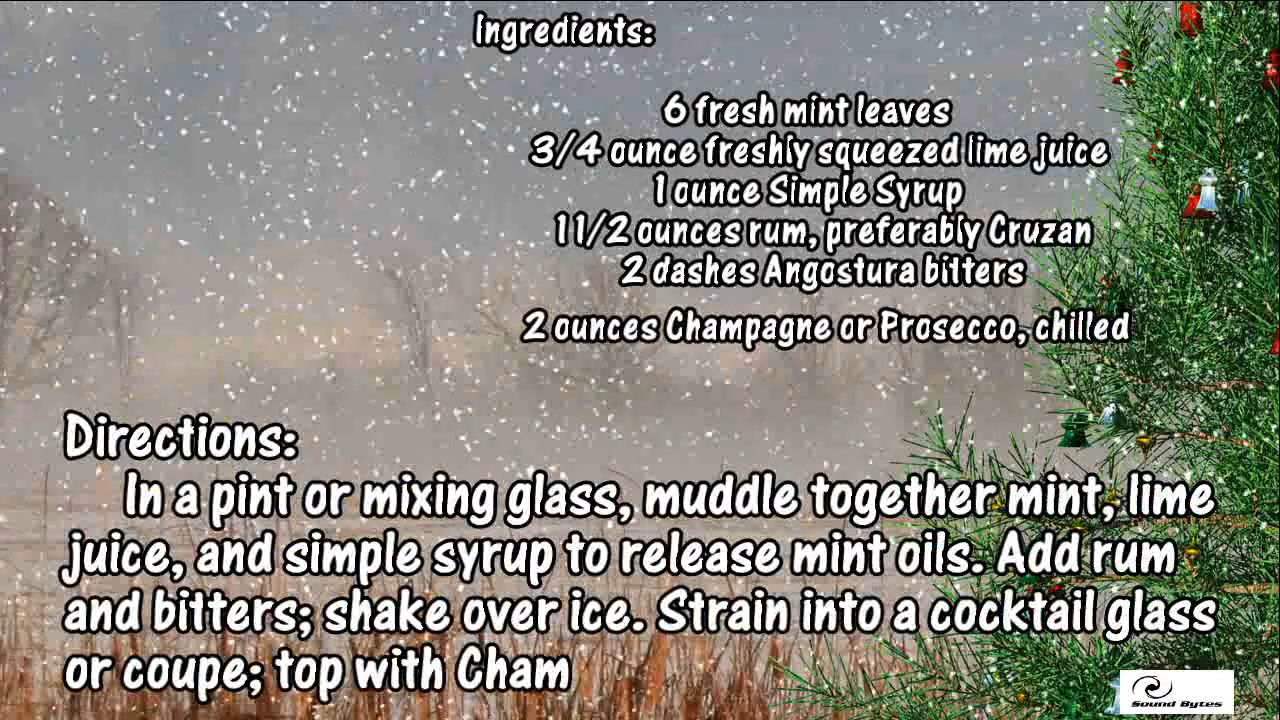 Ingredients:
6 fresh mint leaves
3/4 ounce freshly squeezed lime juice
1 ounce Simple Syrup
1 1/2 ounces rum, preferably Cruzan
2 dashes Angostura bitters
2 ounces Champagne or Prosecco, chilled
Directions:
In a pint or mixing glass, muddle together mint, lime
juice, and simple syrup to release mint oils. Add rum
and bitters; shake over ice. Strain into a cocktail glass
or coupe; top with Cham
Sound Bytes